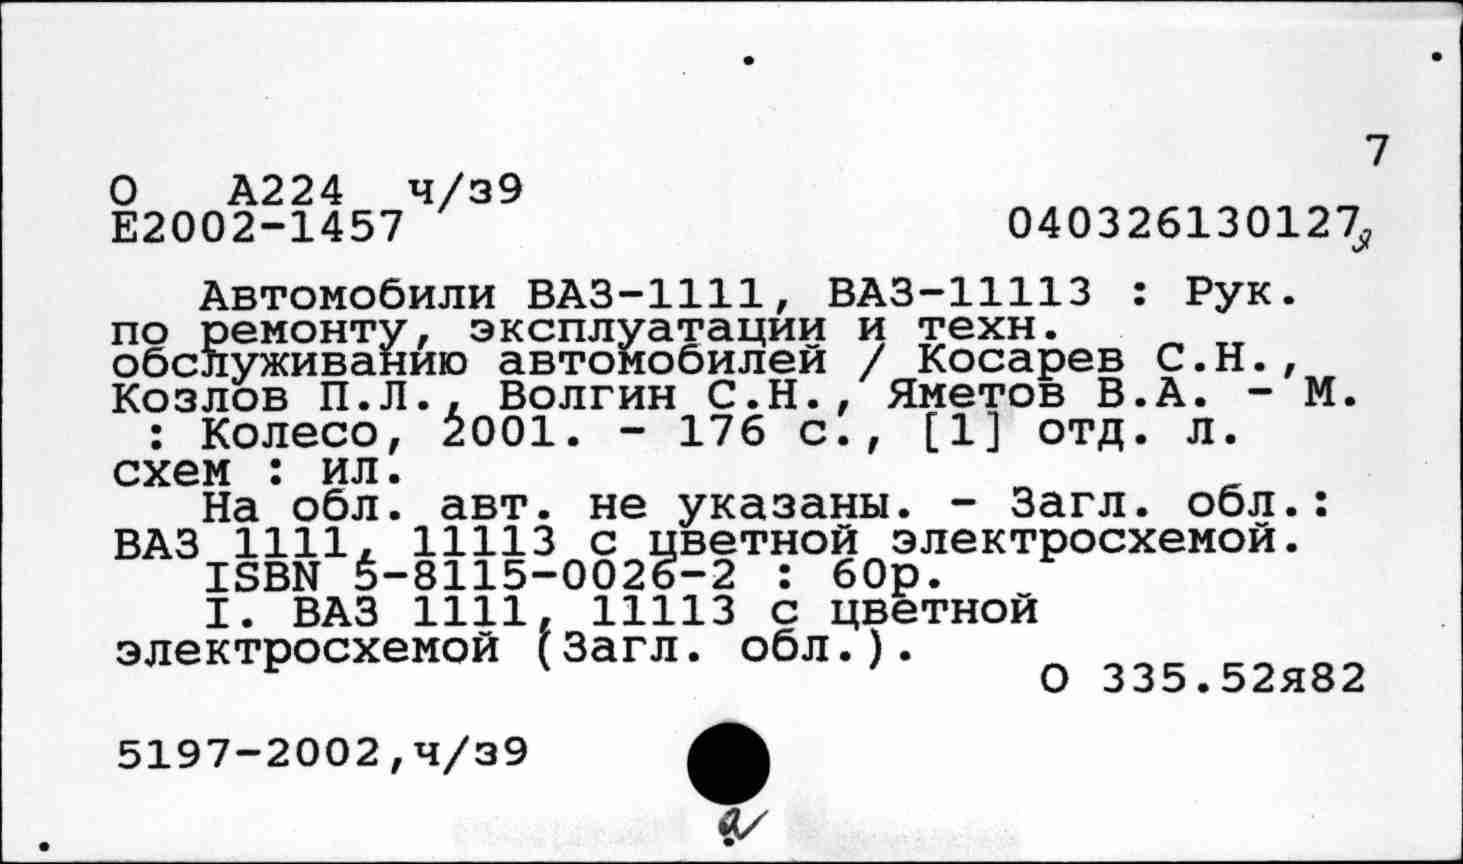 7
О А224 ч/з9
Е2002-1457 040326130127
Автомобили ВАЗ-1111, ВАЗ-11113 : Рук.
по ремонту, эксплуатации и техн.
обслуживанию автомобилей / Косарев С.Н.,
Козлов П.Л., Волгин С.Н., Яметов В.А. - М.
: Колесо, 2001. - 176 с., [1] отд. л.
схем : ил.
На обл. авт. не указаны. - Загл. обл.:
ВАЗ 1111, 11113 с цветной электросхемой.
ISBN 5-8115-0026-2 : 60р.
I. ВАЗ 1111, 11113 с цветной
электросхемой (Загл. обл.).
О 335.52я82
5197-2002,ч/з9